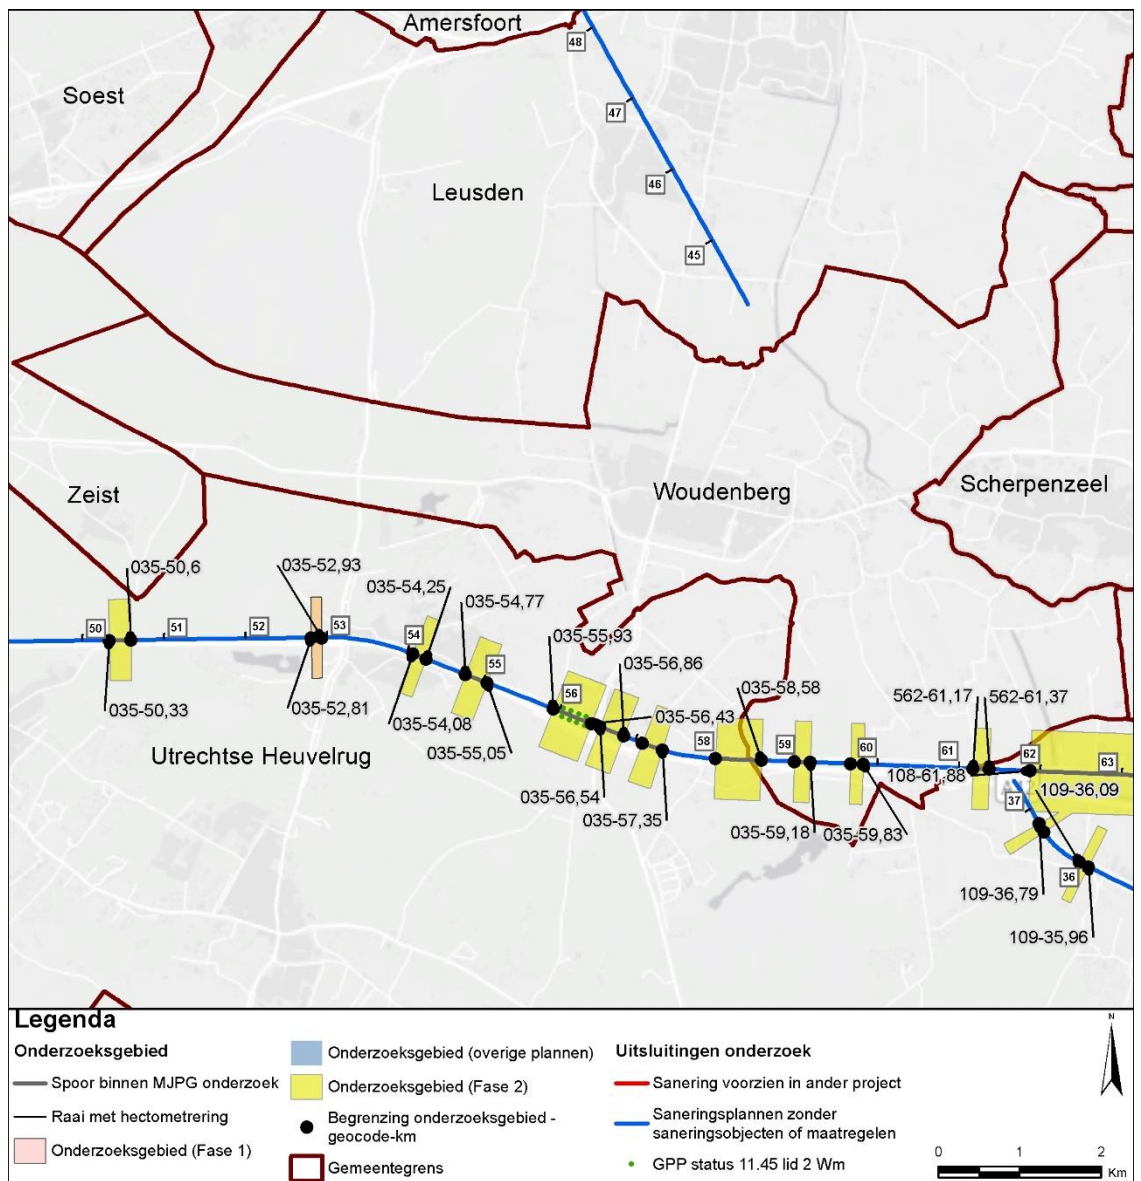 Amersfoort
48
Soest
47
Leusden
46
45
Zeist
Woudenberg
Scherpenzeel
035-50,6
035-52,93
035-54,25
035-54,77
50
51
52
53
54
55
035-55,93
56
035-56,86
035-58,58
562-61,17
562-61,37
035-50,33
035-52,81
035-54,08
035-56,43
58
59
60
61
62
63
Utrechtse Heuvelrug
035-55,05
108-61,88
109-36,09
37
035-56,54
035-57,35
035-59,18
035-59,83
36
109-36,79
109-35,96
Legenda
Onderzoeksgebied
Spoor binnen MJPG onderzoek
Raai met hectometrering
Onderzoeksgebied (Fase 1)
Onderzoeksgebied (overige plannen)
Onderzoeksgebied (Fase 2)
Begrenzing onderzoeksgebied -
geocode-km
Gemeentegrens
Uitsluitingen onderzoek
Sanering voorzien in ander project
Saneringsplannen zonder
saneringsobjecten of maatregelen
GPP status 11.45 lid 2 Wm
N
0 1 2
Km